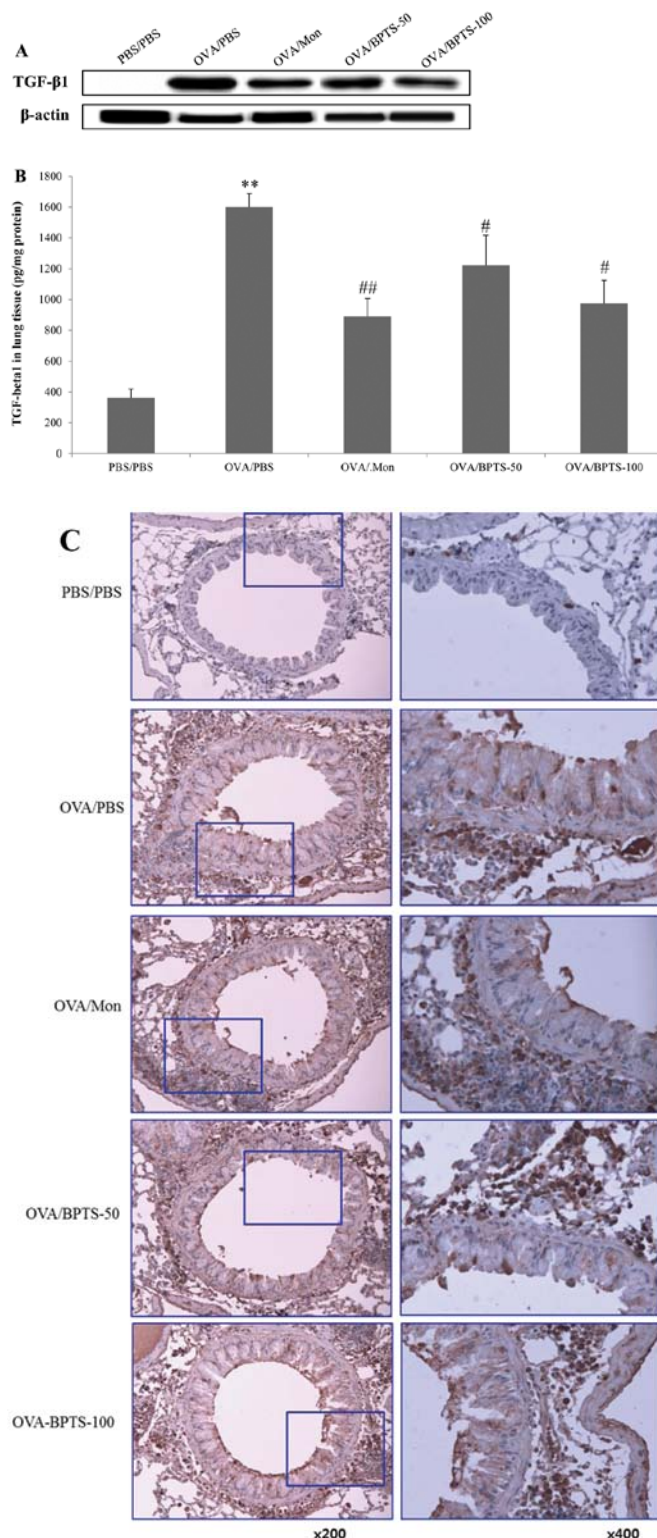 A
PBS/PBS
OVA/PBS
OVA/Mon
OVA/BPTS-50
OVA/BPTS-100
TGF-β1
β-actin
B
TGF-beta1 in lung tissue (pg/mg protein)
1800
1600
1400
1200
1000
800
600
400
200
0
**
##
#
#
PBS/PBS OVA/PBS OVA/.Mon OVA/BPTS-50 OVA/BPTS-100
C
PBS/PBS
OVA/PBS
OVA/Mon
OVA/BPTS-50
OVA-BPTS-100
x200 x400